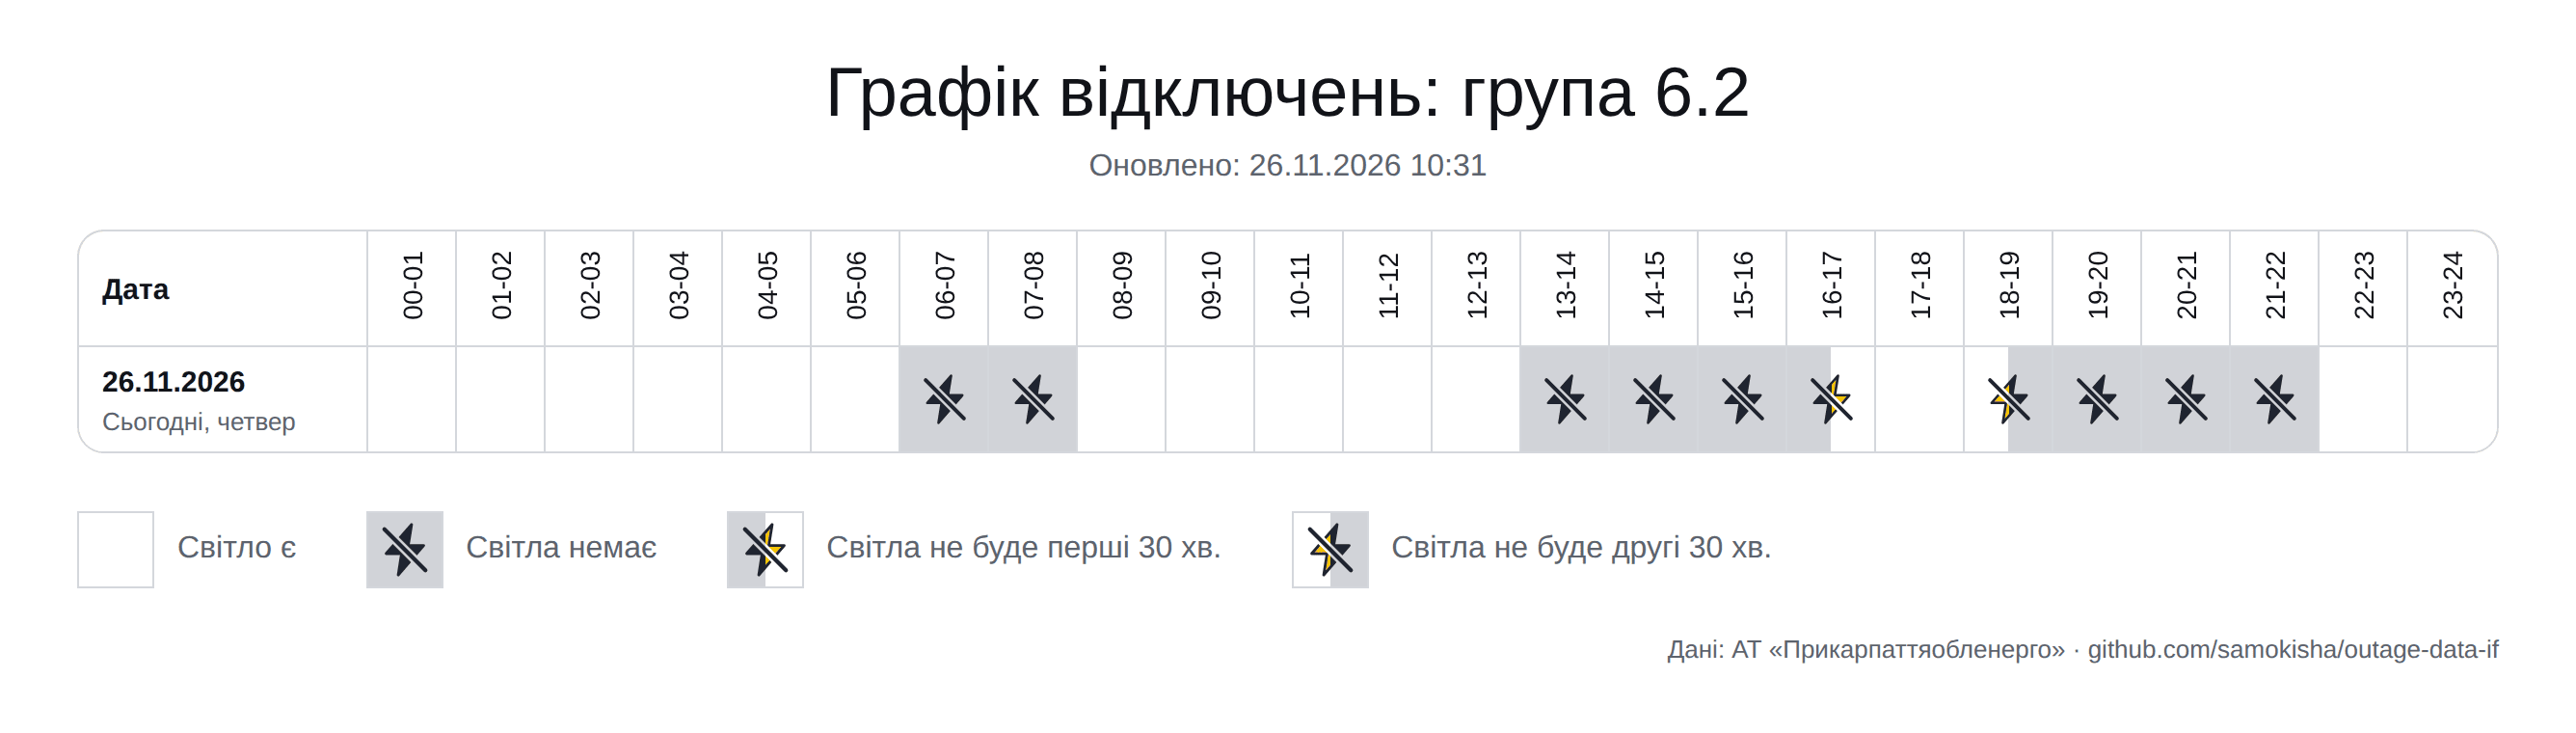 Графік відключень: група 6.2
Оновлено: 26.11.2026 10:31
Дата 00-01 01-02 02-03 03-04 04-05 05-06 06-07 07-08 08-09 09-10 10-11 11-12 12-13 13-14 14-15 15-16 16-17 17-18 18-19 19-20 20-21 21-22 22-23 23-24
26.11.2026
Сьогодні, четвер
Світло є Світла немає Світла не буде перші 30 хв. Світла не буде другі 30 хв.
Дані: АТ «Прикарпаттяобленерго» · github.com/samokisha/outage-data-if